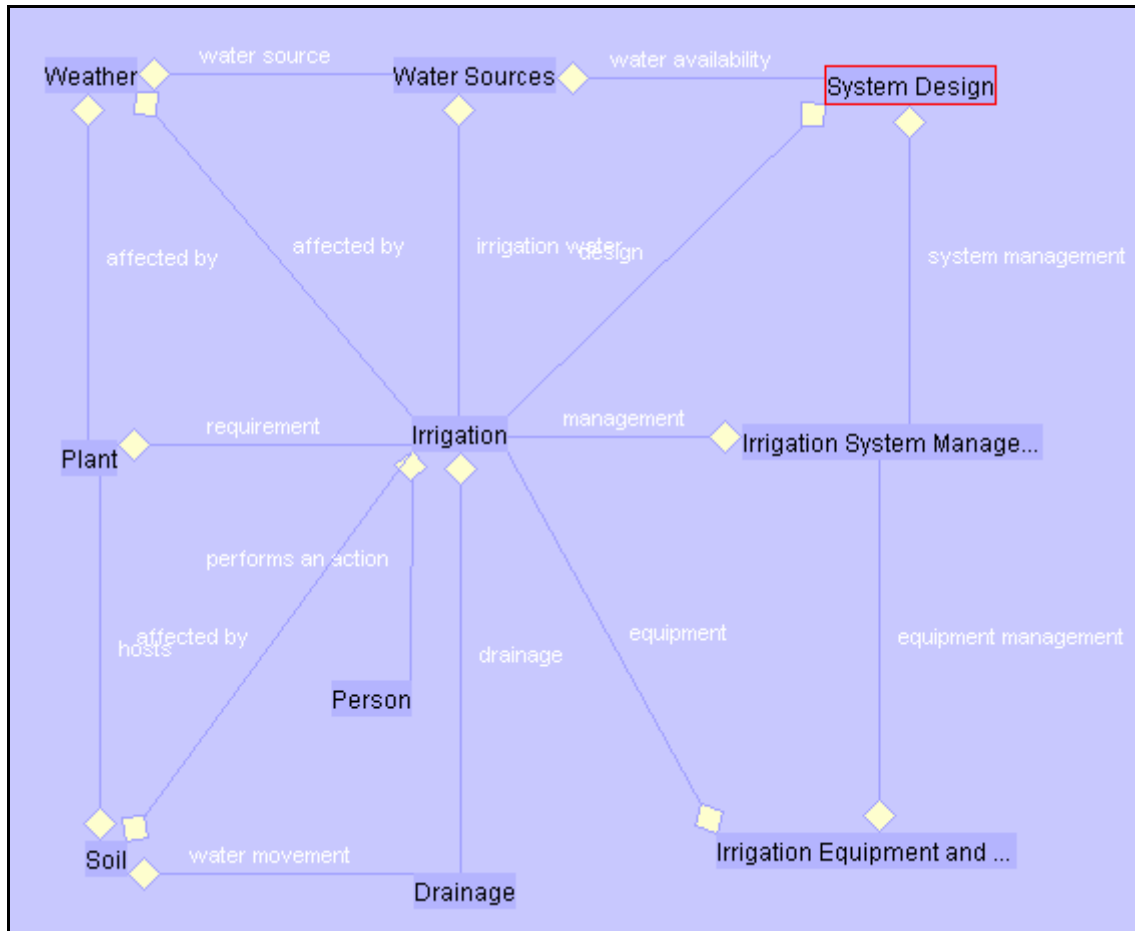 water source
water availability
Weather
Water Sources
System Design
affected by
affected by
irrigation water
design
system management
requirement
management
Irrigation
Plant
Irrigation System Manage...
performs an action
affected by
hosts
drainage
equipment
equipment management
Person
Soil
water movement
Irrigation Equipment and ...
Drainage